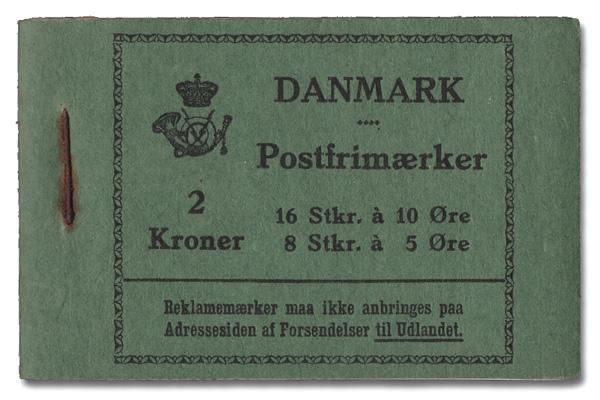 DANMARK
Postfrimærker
2
Kroner
16 Stkr. à 10 Øre
8 Stkr. à 5 Øre
Reklamemærker maa ikke anbringes paa
Adressesiden af Forsendelser til Udlandet.